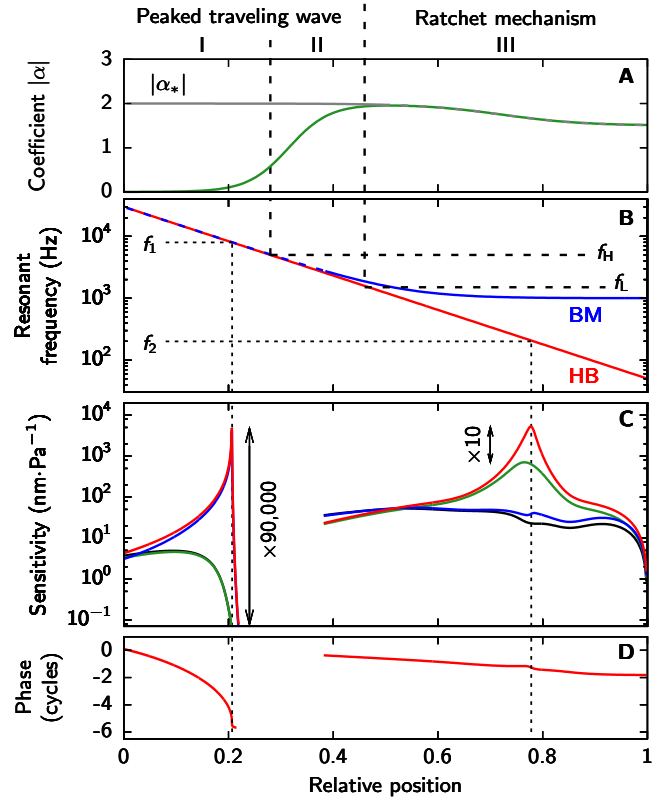 Peaked traveling wave Ratchet mechanism
I II III
3
2
1
0
Coefficient |α|
|α*|
A
10⁴
10³
10²
Resonant
frequency (Hz)
f₁
f₂
f_H
f_L
BM
HB
B
10⁴
10³
10²
10¹
10⁰
10⁻¹
Sensitivity (nm·Pa⁻¹)
×90,000
×10
C
0
-2
-4
-6
Phase
(cycles)
D
0 0.2 0.4 0.6 0.8 1
Relative position